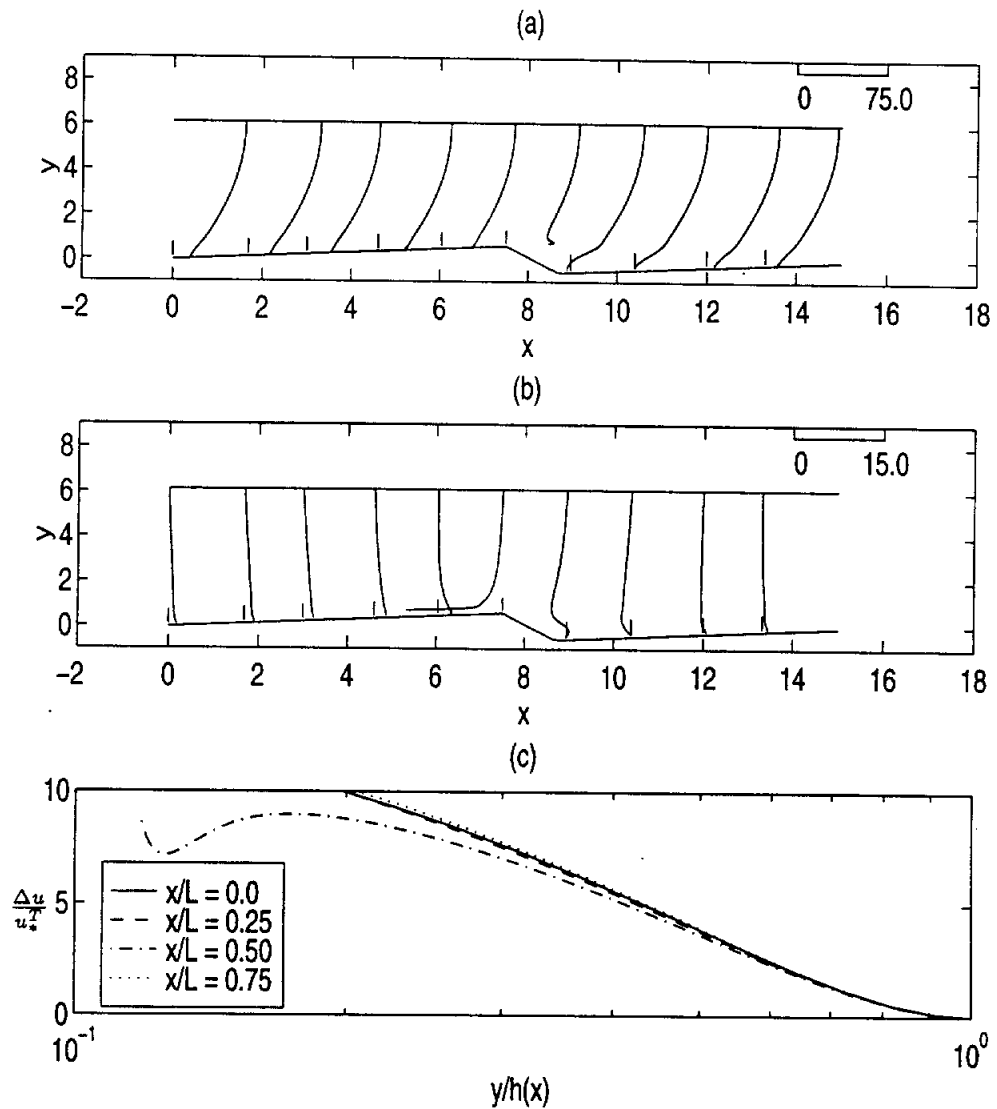 (a)
8
6
4
2
0
y
0 75.0
−2 0 2 4 6 8 10 12 14 16 18
x
(b)
8
6
4
2
0
y
0 15.0
−2 0 2 4 6 8 10 12 14 16 18
x
(c)
10
5
0
Δu
u*^T
x/L = 0.0
x/L = 0.25
x/L = 0.50
x/L = 0.75
10^-1 10^0
y/h(x)